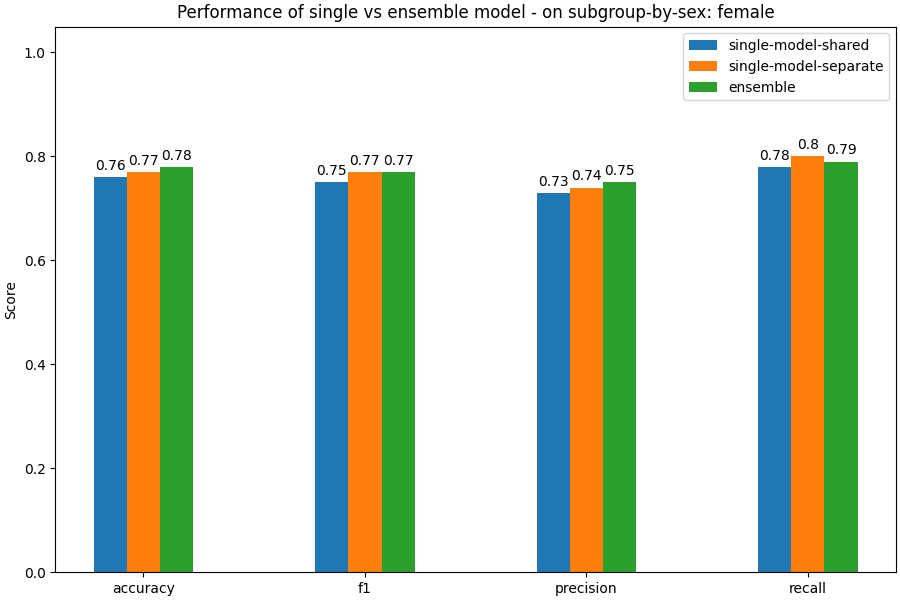 Performance of single vs ensemble model - on subgroup-by-sex: female
single-model-shared
single-model-separate
ensemble
Score
1.0
0.8
0.6
0.4
0.2
0.0
0.76 0.77 0.78
0.75 0.77 0.77
0.73 0.74 0.75
0.78 0.8 0.79
accuracy f1 precision recall